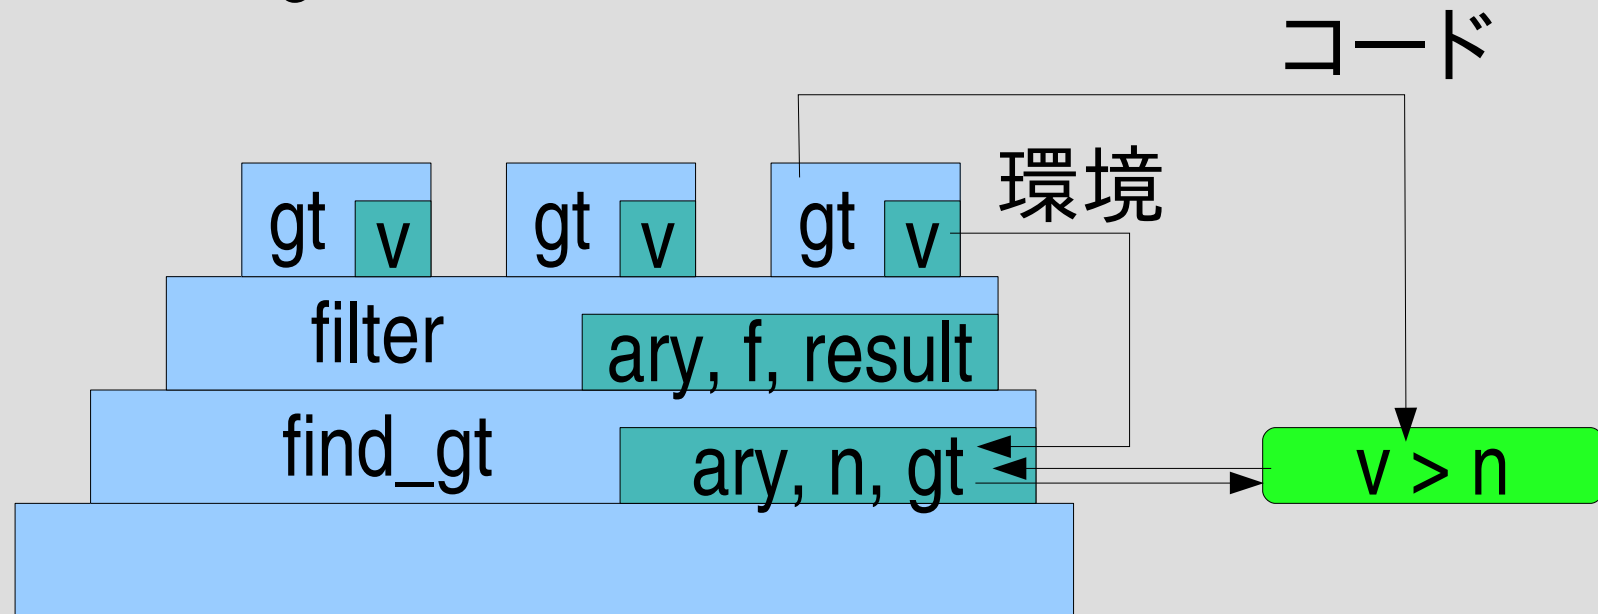 コード
環境
gt v gt v gt v
filter ary, f, result
find_gt ary, n, gt v > n